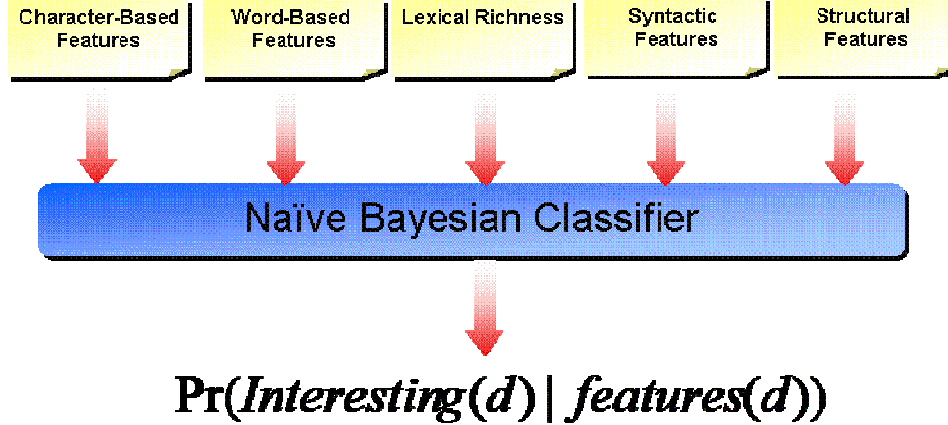 Character-Based
Features
Word-Based
Features
Lexical Richness
Syntactic
Features
Structural
Features
Naïve Bayesian Classifier
Pr(Interesting(d) | features(d))